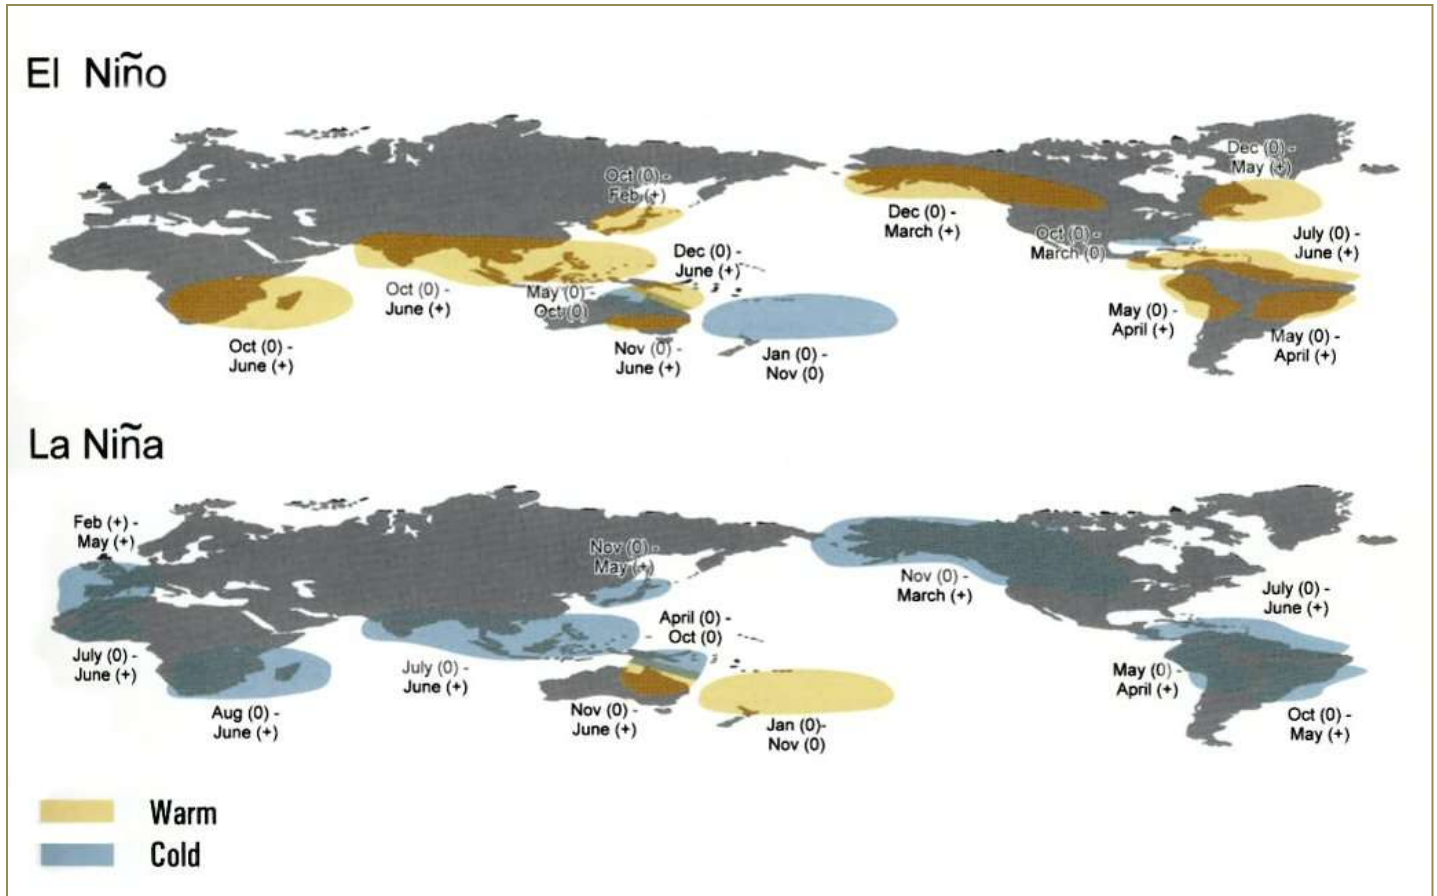 El Niño
Dec (0) -
May (+)
Oct (0) -
Feb (+)
Dec (0) -
March (+)
Oct (0) -
March (0)
July (0) -
June (+)
Dec (0) -
June (+)
Oct (0) -
June (+)
May (0) -
Oct (0)
May (0) -
April (+)
May (0) -
April (+)
Oct (0) -
June (+)
Nov (0) -
June (+)
Jan (0) -
Nov (0)
La Niña
Feb (+) -
May (+)
Nov (0) -
May (+)
Nov (0) -
March (+)
July (0) -
June (+)
April (0) -
Oct (0)
July (0) -
June (+)
July (0) -
June (+)
May (0) -
April (+)
Aug (0) -
June (+)
Nov (0) -
June (+)
Jan (0)-
Nov (0)
Oct (0) -
May (+)
Warm
Cold